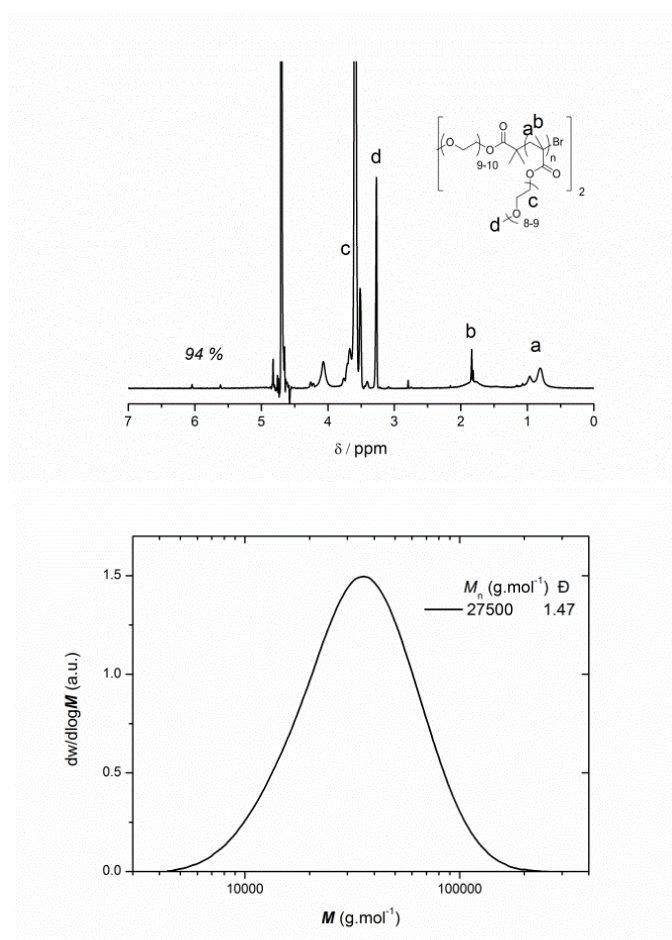 O
O
a
b
Br
n
9-10
O
O
O
c
O
8-9
d
2
d
c
b
a
94 %
7 6 5 4 3 2 1 0
δ / ppm
Mn (g.mol-1) Đ
27500 1.47
1.5
1.0
0.5
0.0
dw/dlogM (a.u.)
10000 100000
M (g.mol-1)